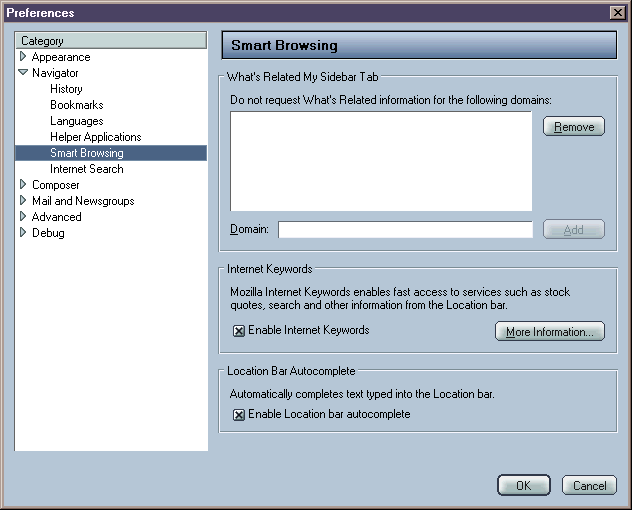 Preferences
Category
Appearance
Navigator
History
Bookmarks
Languages
Helper Applications
Smart Browsing
Internet Search
Composer
Mail and Newsgroups
Advanced
Debug
Smart Browsing
What's Related My Sidebar Tab
Do not request What's Related information for the following domains:
Remove
Domain:
Add
Internet Keywords
Mozilla Internet Keywords enables fast access to services such as stock
quotes, search and other information from the Location bar.
Enable Internet Keywords
More Information...
Location Bar Autocomplete
Automatically completes text typed into the Location bar.
Enable Location bar autocomplete
OK
Cancel